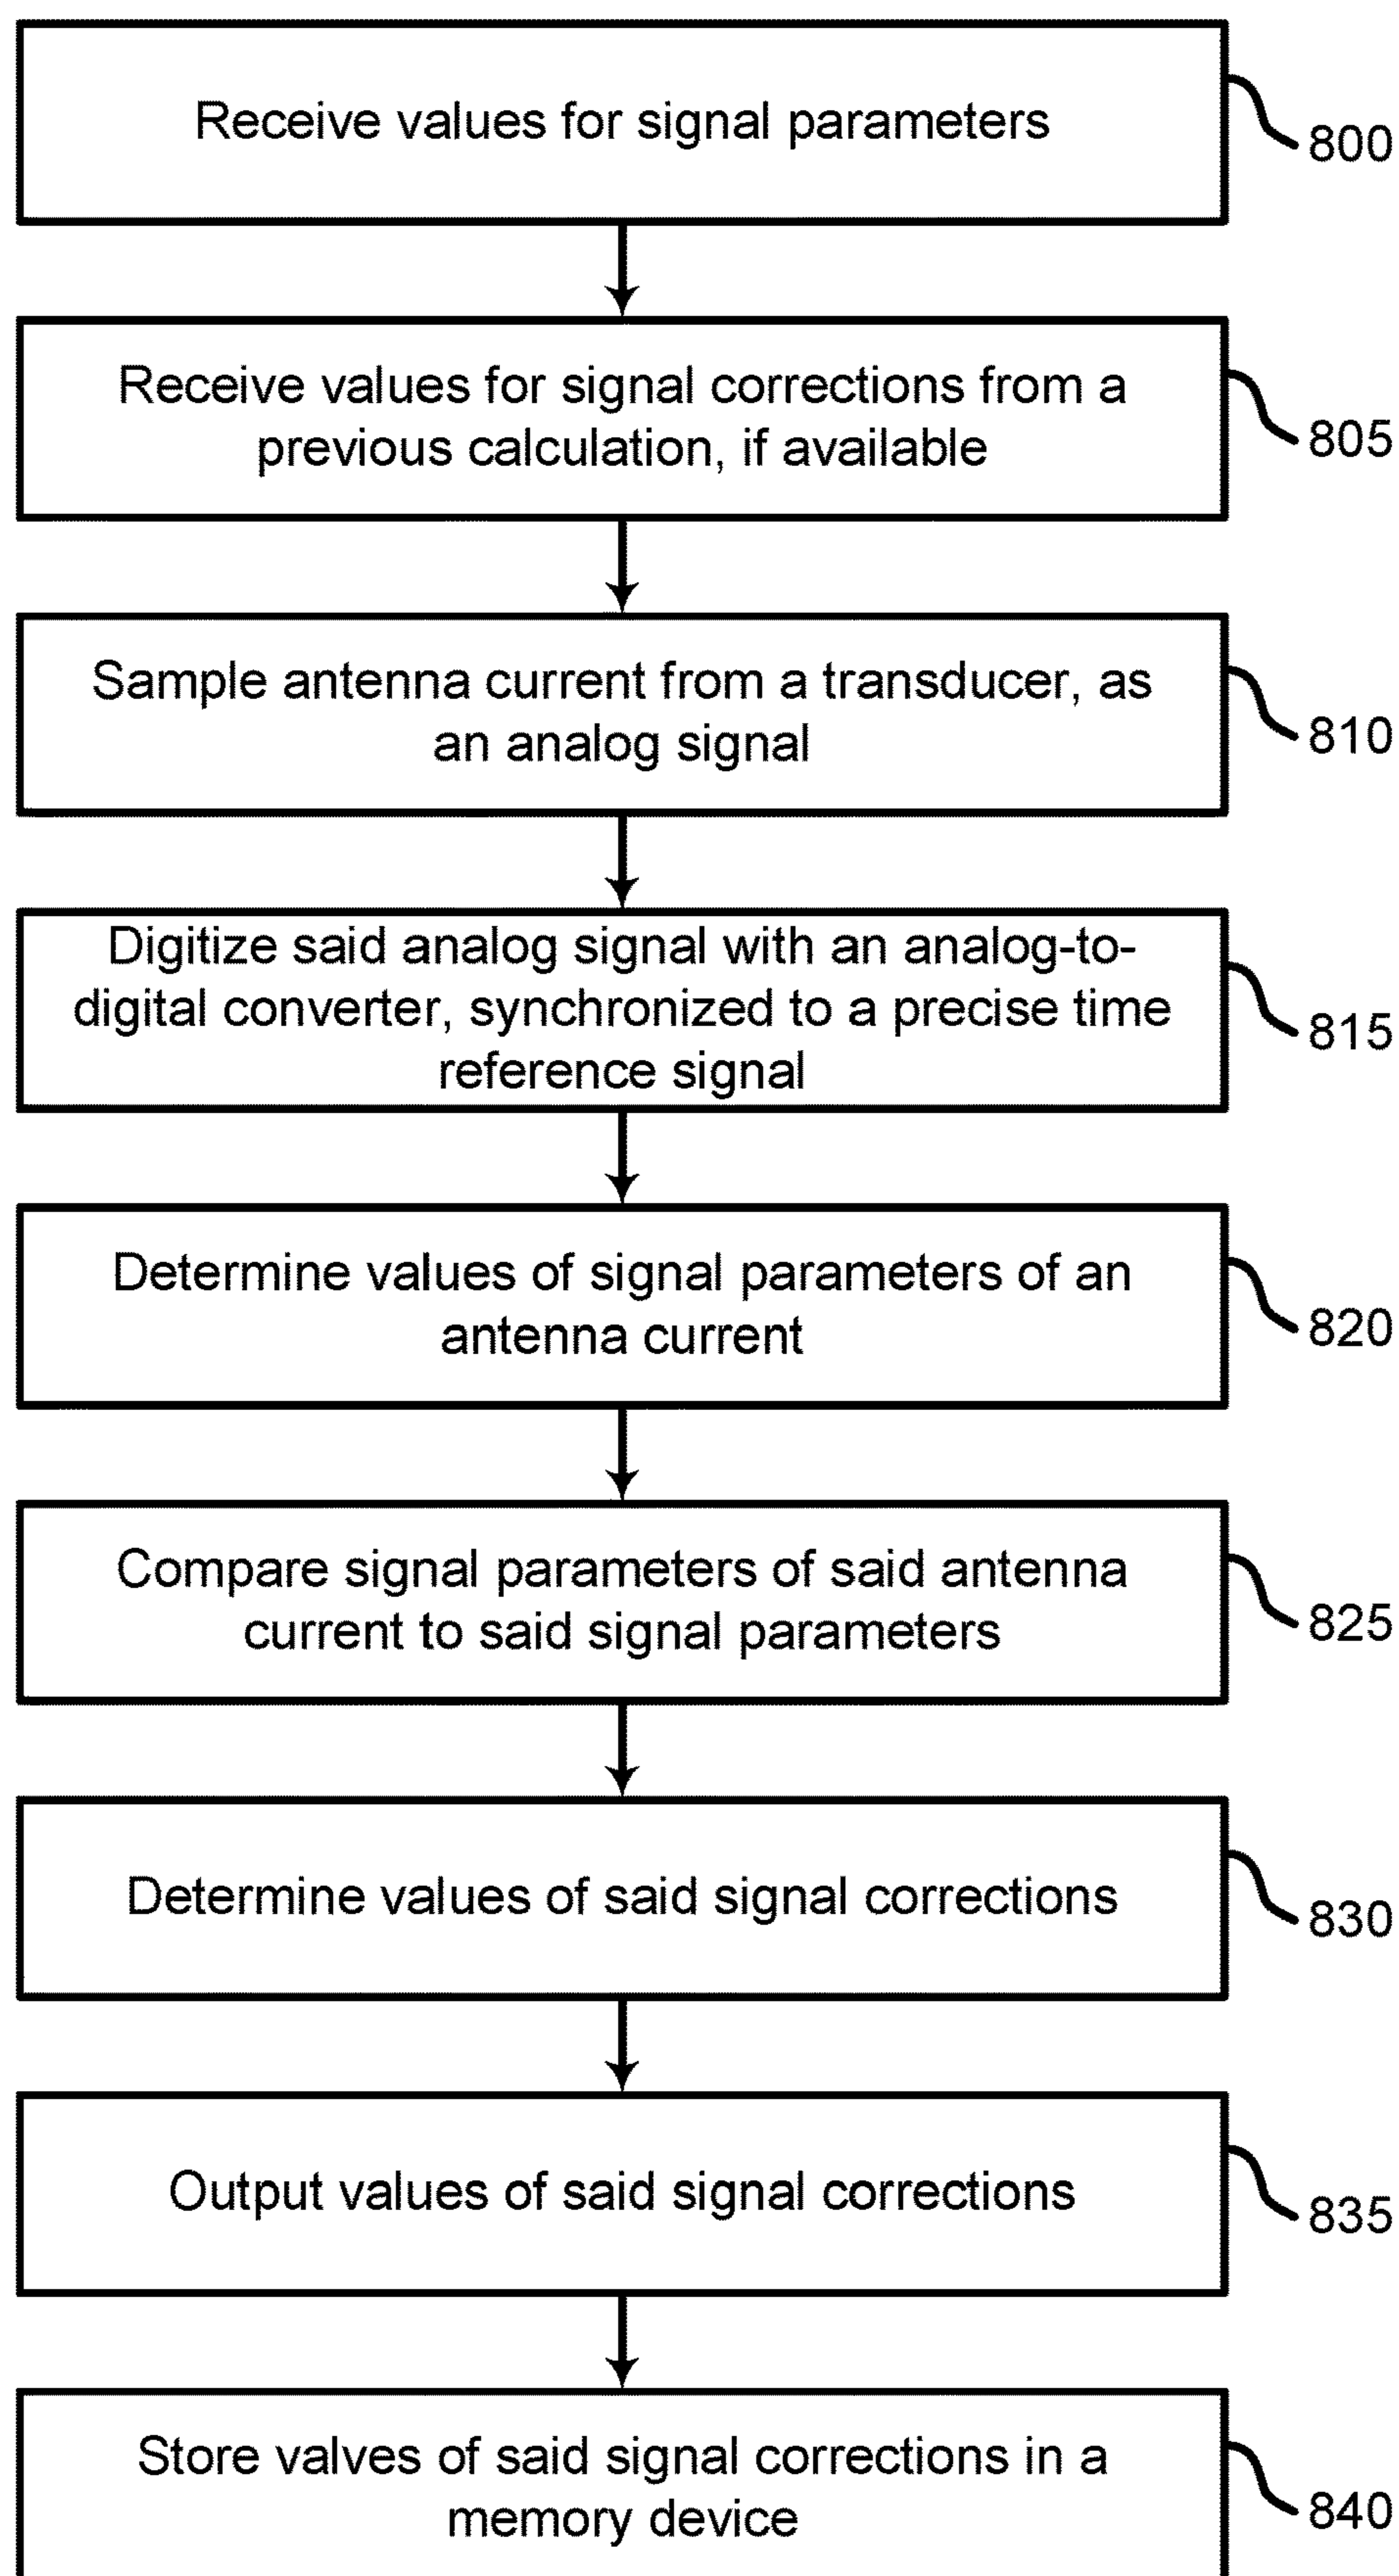 Receive values for signal parameters
800
Receive values for signal corrections from a
previous calculation, if available
805
Sample antenna current from a transducer, as
an analog signal
810
Digitize said analog signal with an analog-to-
digital converter, synchronized to a precise time
reference signal
815
Determine values of signal parameters of an
antenna current
820
Compare signal parameters of said antenna
current to said signal parameters
825
Determine values of said signal corrections
830
Output values of said signal corrections
835
Store valves of said signal corrections in a
memory device
840